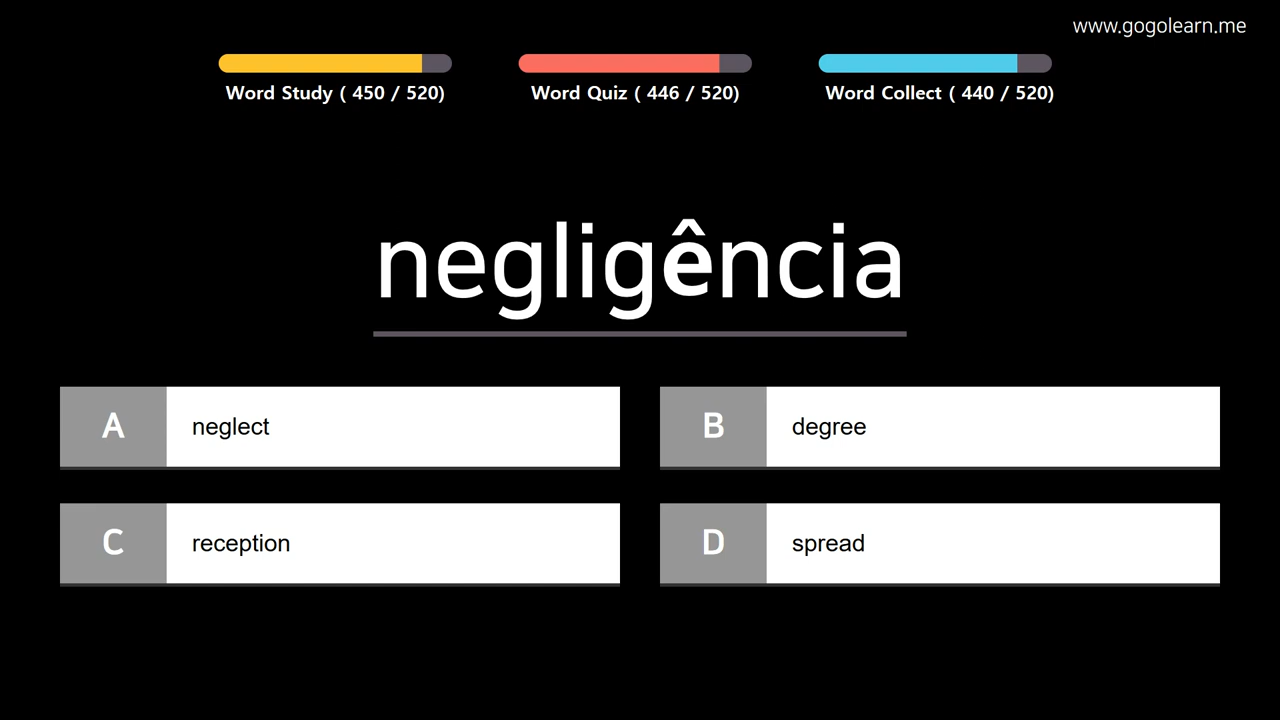 www.gogolearn.me
Word Study ( 450 / 520)
Word Quiz ( 446 / 520)
Word Collect ( 440 / 520)
negligência
A neglect
B degree
C reception
D spread